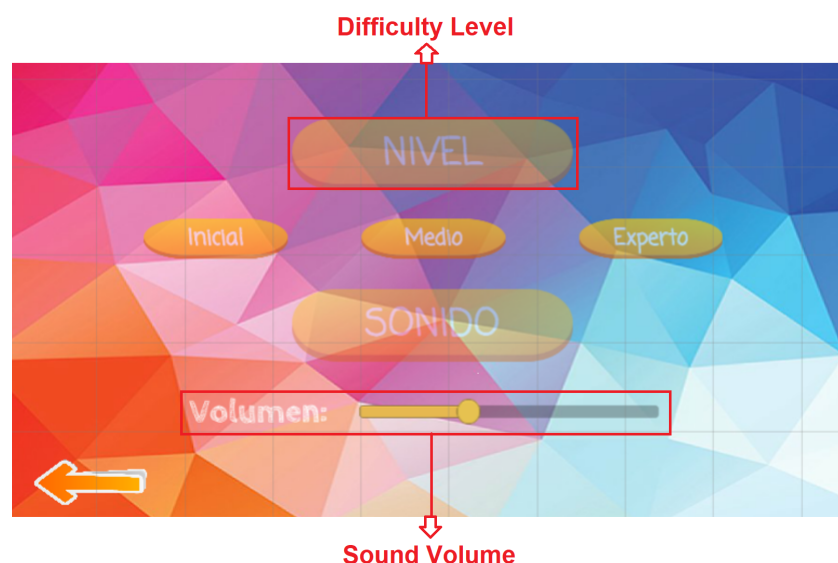 Difficulty Level
NIVEL
Inicial Medio Experto
SONIDO
Volumen:
Sound Volume